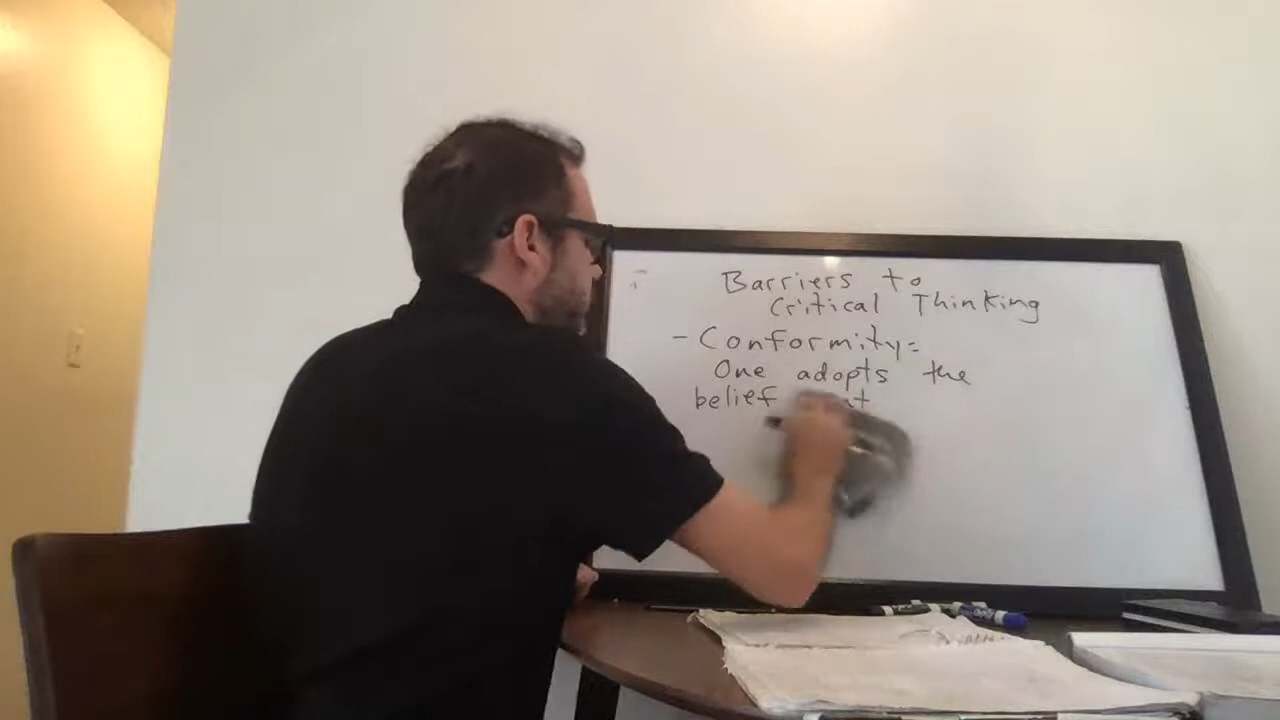 Barriers to
Critical Thinking
- Conformity:
One adopts the
belief